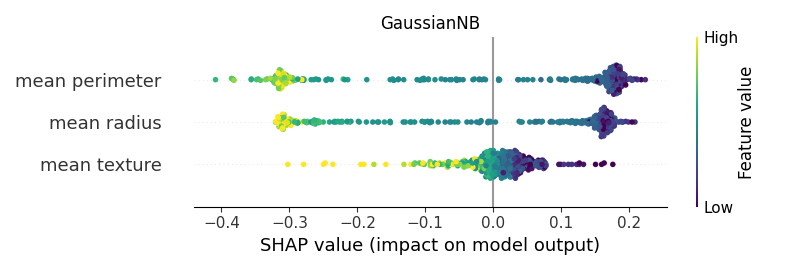 GaussianNB
High
mean perimeter
mean radius
mean texture
Feature value
Low
−0.4 −0.3 −0.2 −0.1 0.0 0.1 0.2
SHAP value (impact on model output)